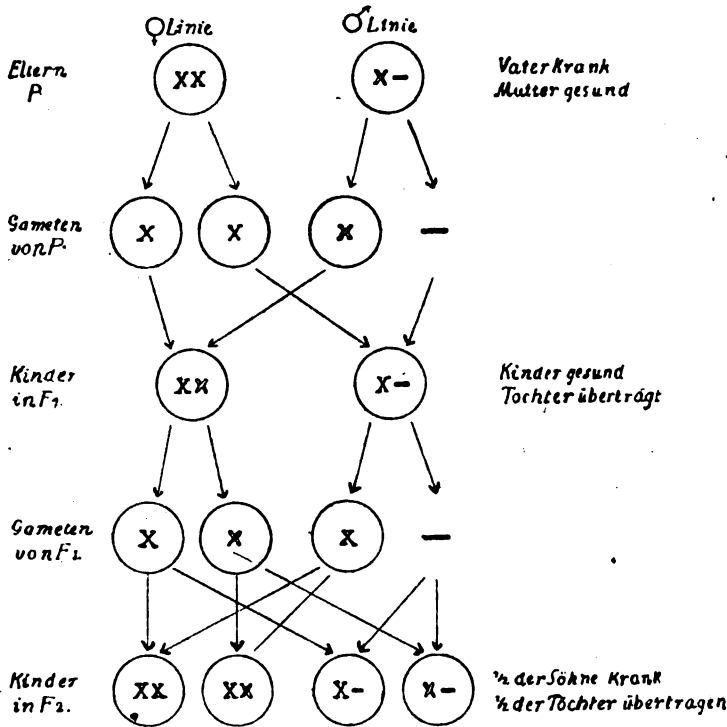 ♀Linie ♂Linie
Eltern
P.
XX X-
Vater Krank
Mutter gesund
Gameten
von P.
X X X —
Kinder
in F1.
XX X-
Kinder gesund
Tochter überträgt
Gameten
von F1.
X X X —
Kinder
in F2.
XX XX X- X-
½ der Söhne Krank
½ der Töchter übertragen